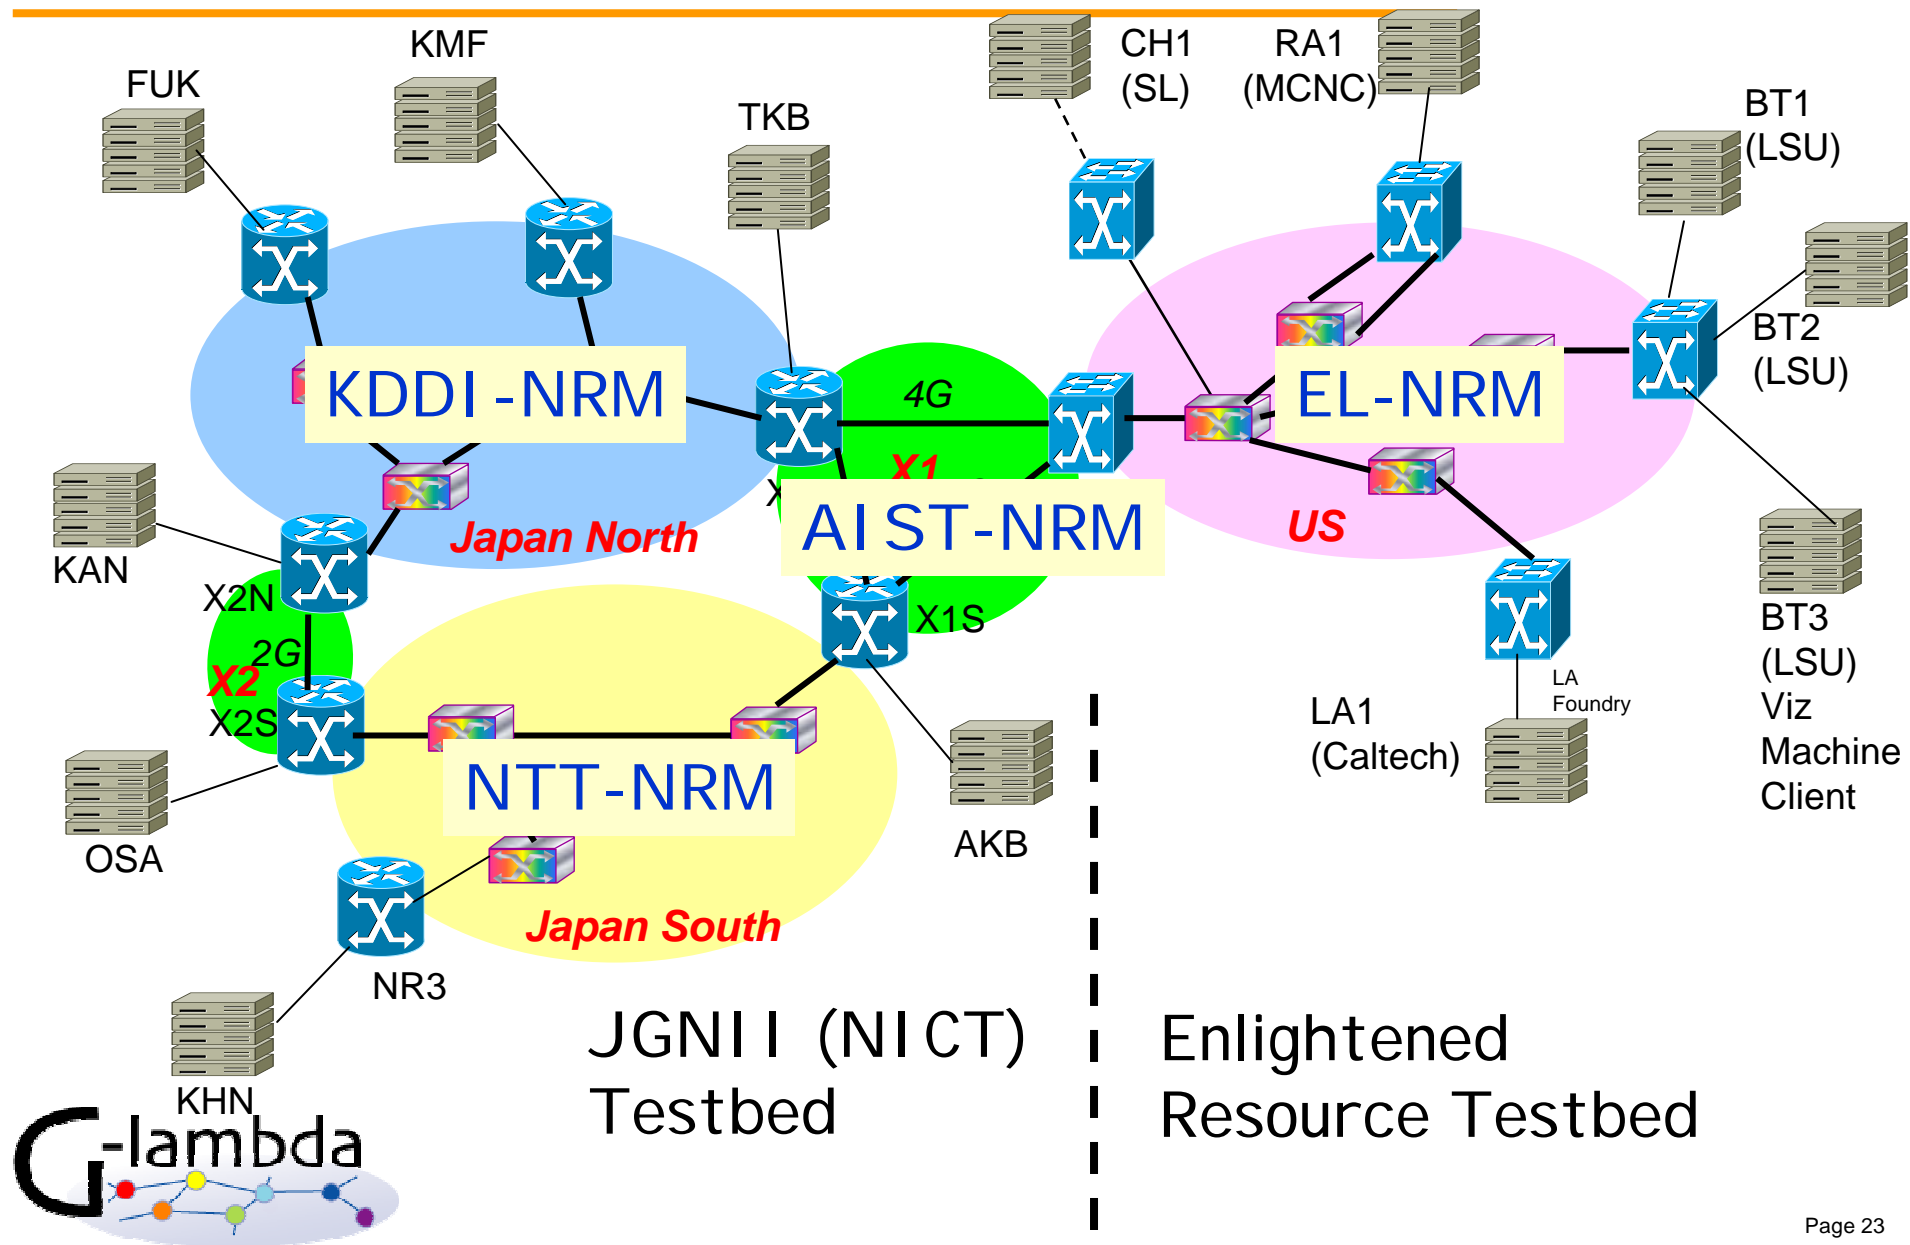 KMF
FUK
TKB
CH1
(SL)
RA1
(MCNC)
BT1
(LSU)
BT2
(LSU)
KDDI-NRM
4G
EL-NRM
X1
AIST-NRM
Japan North
US
KAN
X2N
2G
X2
X2S
X1S
LA
Foundry
BT3
(LSU)
Viz
Machine
Client
LA1
(Caltech)
NTT-NRM
OSA
AKB
Japan South
NR3
KHN
JGNII (NICT)
Testbed
Enlightened
Resource Testbed
G-lambda
Page 23